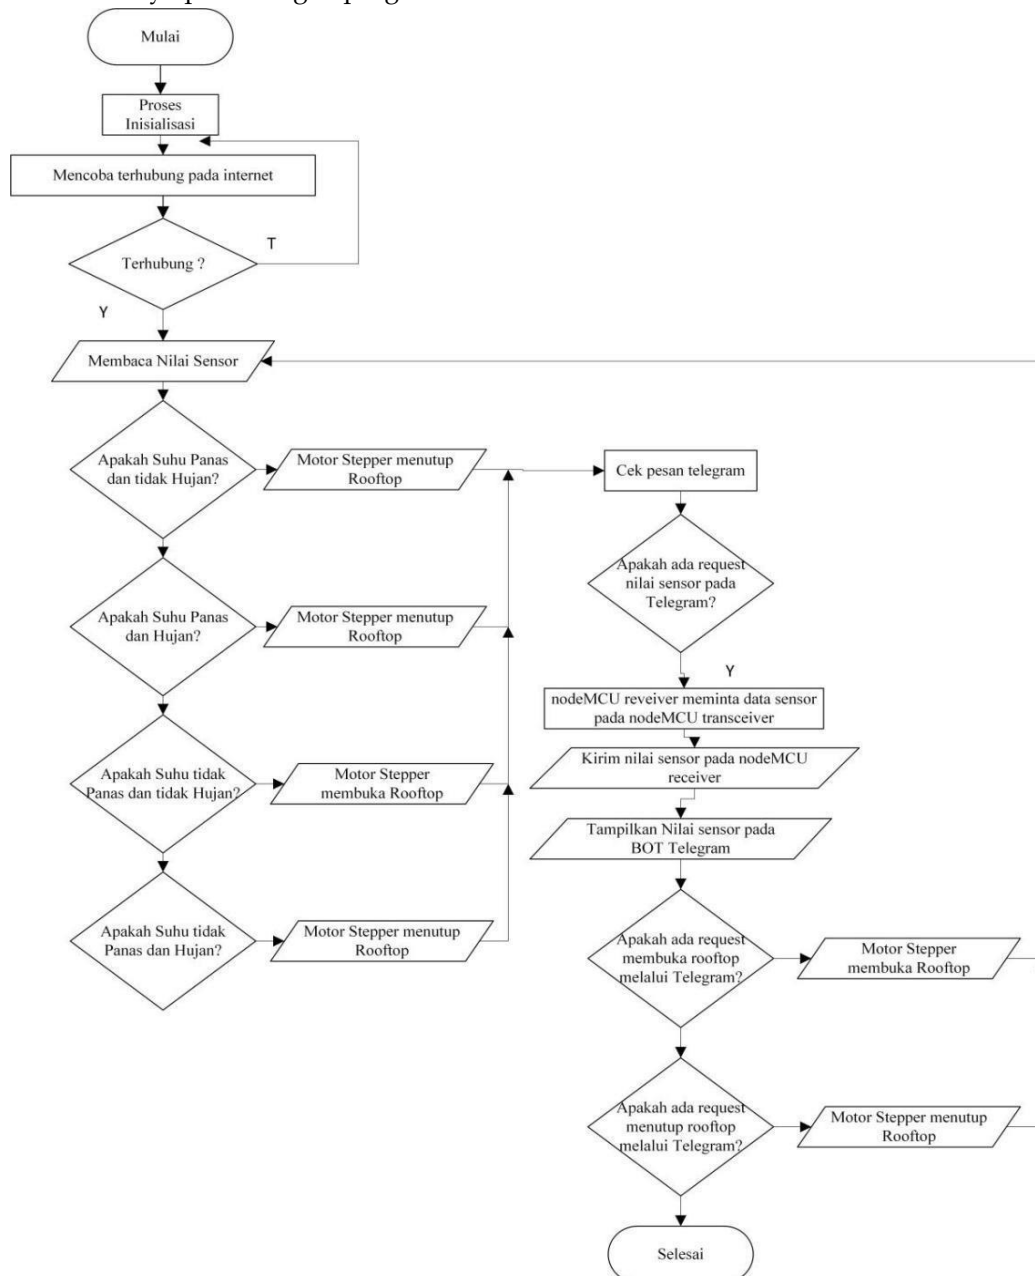 Mulai
Proses
Inisialisasi
Mencoba terhubung pada internet
T
Terhubung ?
Y
Membaca Nilai Sensor
Apakah Suhu Panas
dan tidak Hujan?
Motor Stepper menutup
Rooftop
Apakah Suhu Panas
dan Hujan?
Motor Stepper menutup
Rooftop
Apakah Suhu tidak
Panas dan tidak Hujan?
Motor Stepper
membuka Rooftop
Apakah Suhu tidak
Panas dan Hujan?
Motor Stepper menutup
Rooftop
Cek pesan telegram
Apakah ada request
nilai sensor pada
Telegram?
Y
nodeMCU reveiver meminta data sensor
pada nodeMCU transceiver
Kirim nilai sensor pada nodeMCU
receiver
Tampilkan Nilai sensor pada
BOT Telegram
Apakah ada request
membuka rooftop
melalui Telegram?
Motor Stepper
membuka Rooftop
Apakah ada request
menutup rooftop
melalui Telegram?
Motor Stepper menutup
Rooftop
Selesai